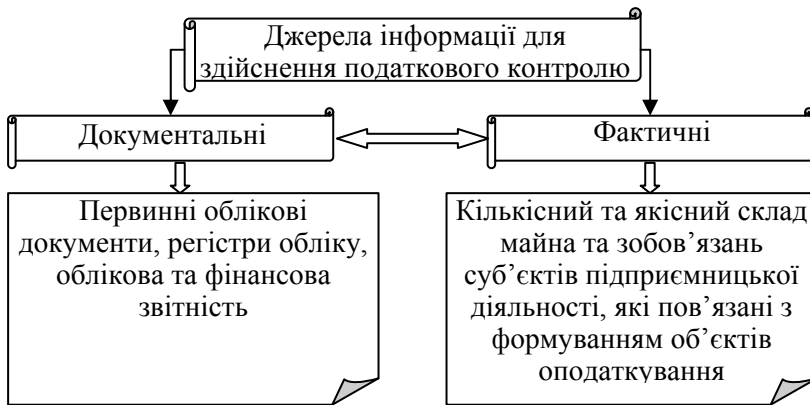 Джерела інформації для
здійснення податкового контролю
Документальні
Фактичні
Первинні облікові
документи, регістри обліку,
облікова та фінансова
звітність
Кількісний та якісний склад
майна та зобов’язань
суб’єктів підприємницької
діяльності, які пов’язані з
формуванням об’єктів
оподаткування